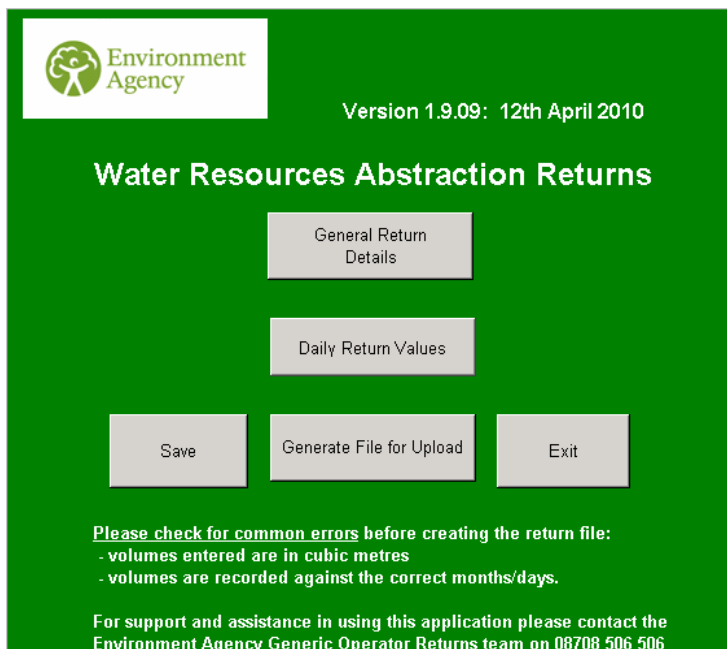 Environment
Agency
Version 1.9.09: 12th April 2010
Water Resources Abstraction Returns
General Return
Details
Daily Return Values
Save
Generate File for Upload
Exit
Please check for common errors before creating the return file:
- volumes entered are in cubic metres
- volumes are recorded against the correct months/days.
For support and assistance in using this application please contact the
Environment Agency Generic Operator Returns team on 08708 506 506